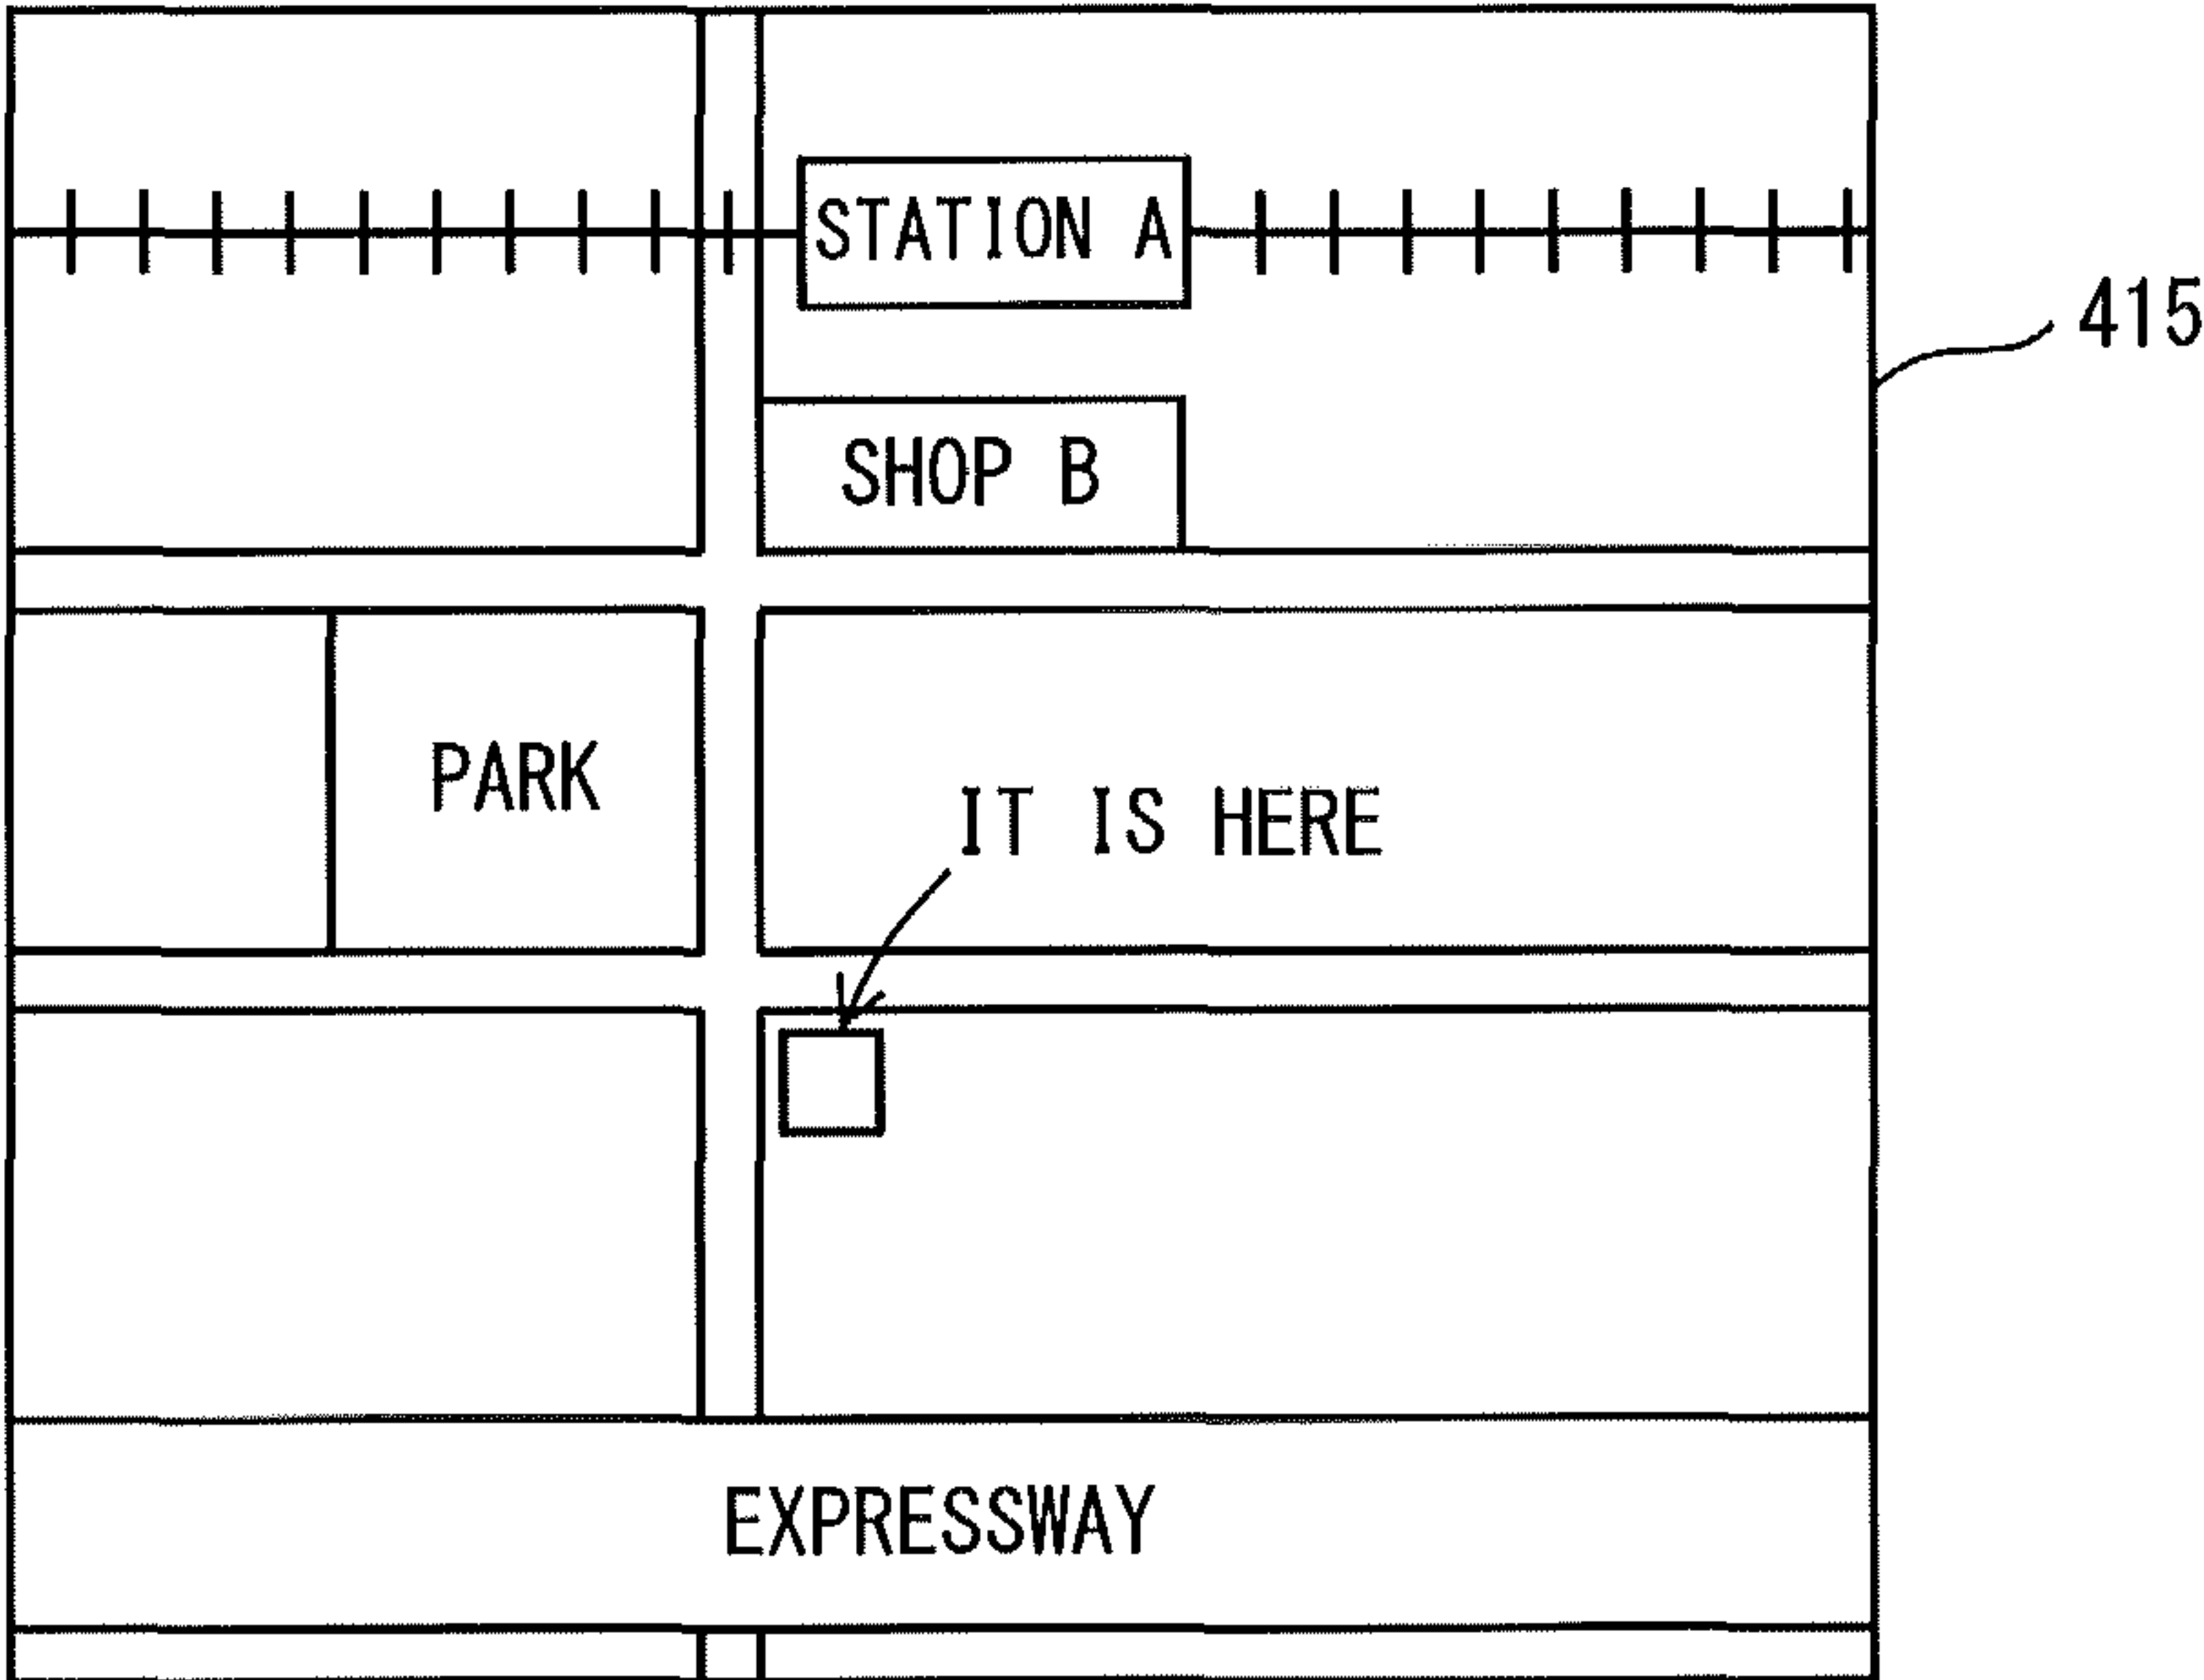 STATION A
415
SHOP B
PARK
IT IS HERE
EXPRESSWAY